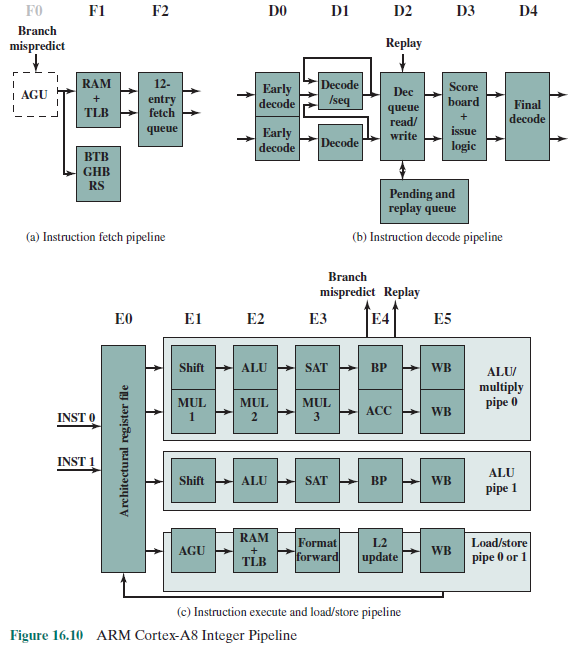 F0 F1 F2
Branch
mispredict
AGU
RAM
+
TLB
12-
entry
fetch
queue
BTB
GHB
RS
(a) Instruction fetch pipeline
D0 D1 D2 D3 D4
Replay
Early
decode
Early
decode
Decode
/seq
Decode
Dec
queue
read/
write
Score
board
+
issue
logic
Final
decode
Pending and
replay queue
(b) Instruction decode pipeline
Branch
mispredict Replay
E0 E1 E2 E3 E4 E5
INST 0
INST 1
Architectural register file
Shift ALU SAT BP WB
MUL
1
MUL
2
MUL
3
ACC WB
ALU/
multiply
pipe 0
Shift ALU SAT BP WB
ALU
pipe 1
AGU
RAM
+
TLB
Format
forward
L2
update
WB
Load/store
pipe 0 or 1
(c) Instruction execute and load/store pipeline
Figure 16.10 ARM Cortex-A8 Integer Pipeline